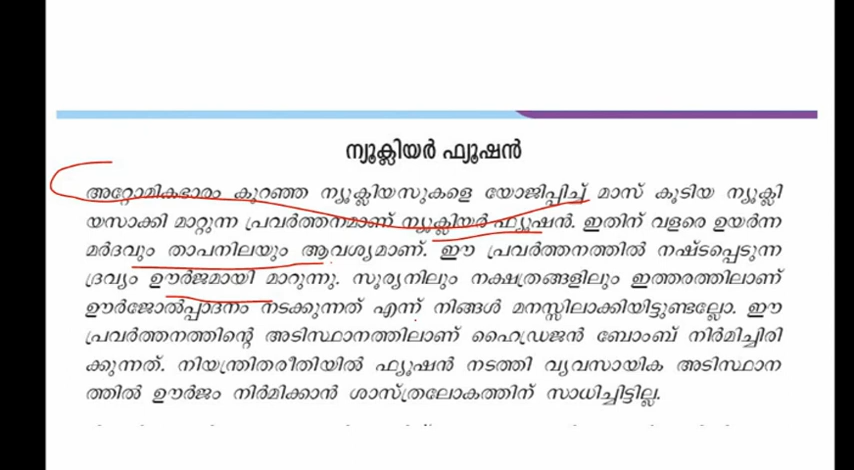 ന്യൂക്ലിയർ ഫ്യൂഷൻ
അറ്റോമികഭാരം കുറഞ്ഞ ന്യൂക്ലിയസുകളെ യോജിപ്പിച്ച് മാസ് കൂടിയ ന്യൂക്ലി
യസാക്കി മാറ്റുന്ന പ്രവർത്തനമാണ് ന്യൂക്ലിയർ ഫ്യൂഷൻ. ഇതിന് വളരെ ഉയർന്ന
മർദവും താപനിലയും ആവശ്യമാണ്. ഈ പ്രവർത്തനത്തിൽ നഷ്ടപ്പെടുന്ന
ദ്രവ്യം ഊർജമായി മാറുന്നു. സൂര്യനിലും നക്ഷത്രങ്ങളിലും ഇത്തരത്തിലാണ്
ഊർജോൽപ്പാദനം നടക്കുന്നത് എന്ന് നിങ്ങൾ മനസ്സിലാക്കിയിട്ടുണ്ടല്ലോ. ഈ
പ്രവർത്തനത്തിന്റെ അടിസ്ഥാനത്തിലാണ് ഹൈഡ്രജൻ ബോംബ് നിർമിച്ചിരി
ക്കുന്നത്. നിയന്ത്രിതരീതിയിൽ ഫ്യൂഷൻ നടത്തി വ്യവസായിക അടിസ്ഥാന
ത്തിൽ ഊർജം നിർമിക്കാൻ ശാസ്ത്രലോകത്തിന് സാധിച്ചിട്ടില്ല.